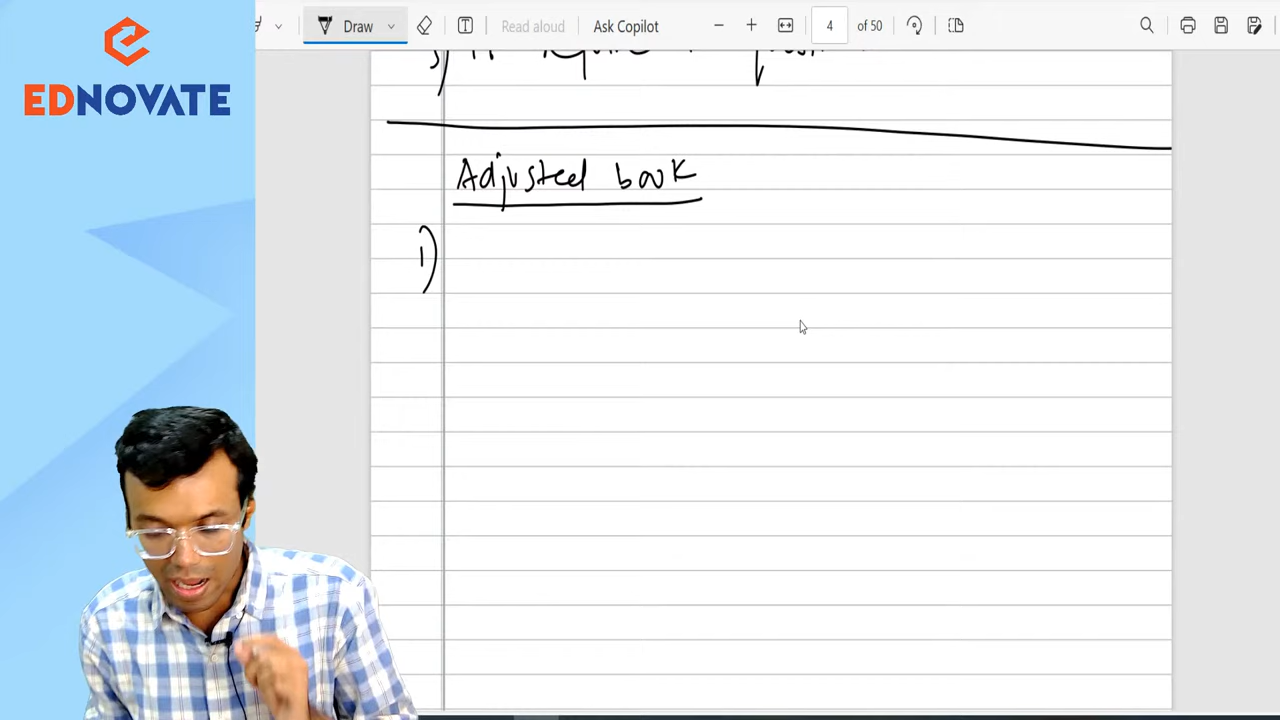 Draw
Read aloud
Ask Copilot
4
of 50
EDNOVATE
Adjusted book
1)